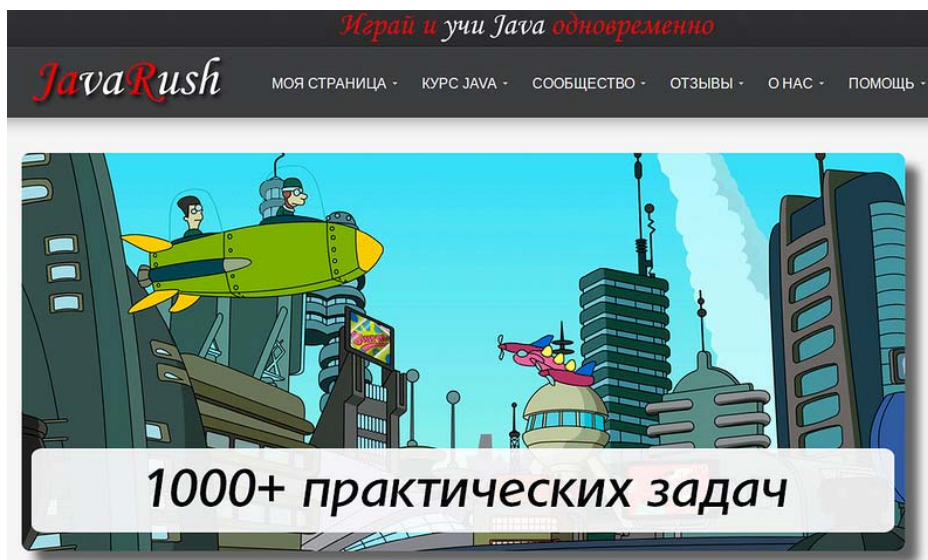 Играй и учи Java одновременно
JavaRush
МОЯ СТРАНИЦА
КУРС JAVA
СООБЩЕСТВО
ОТЗЫВЫ
О НАС
ПОМОЩЬ
1000+ практических задач